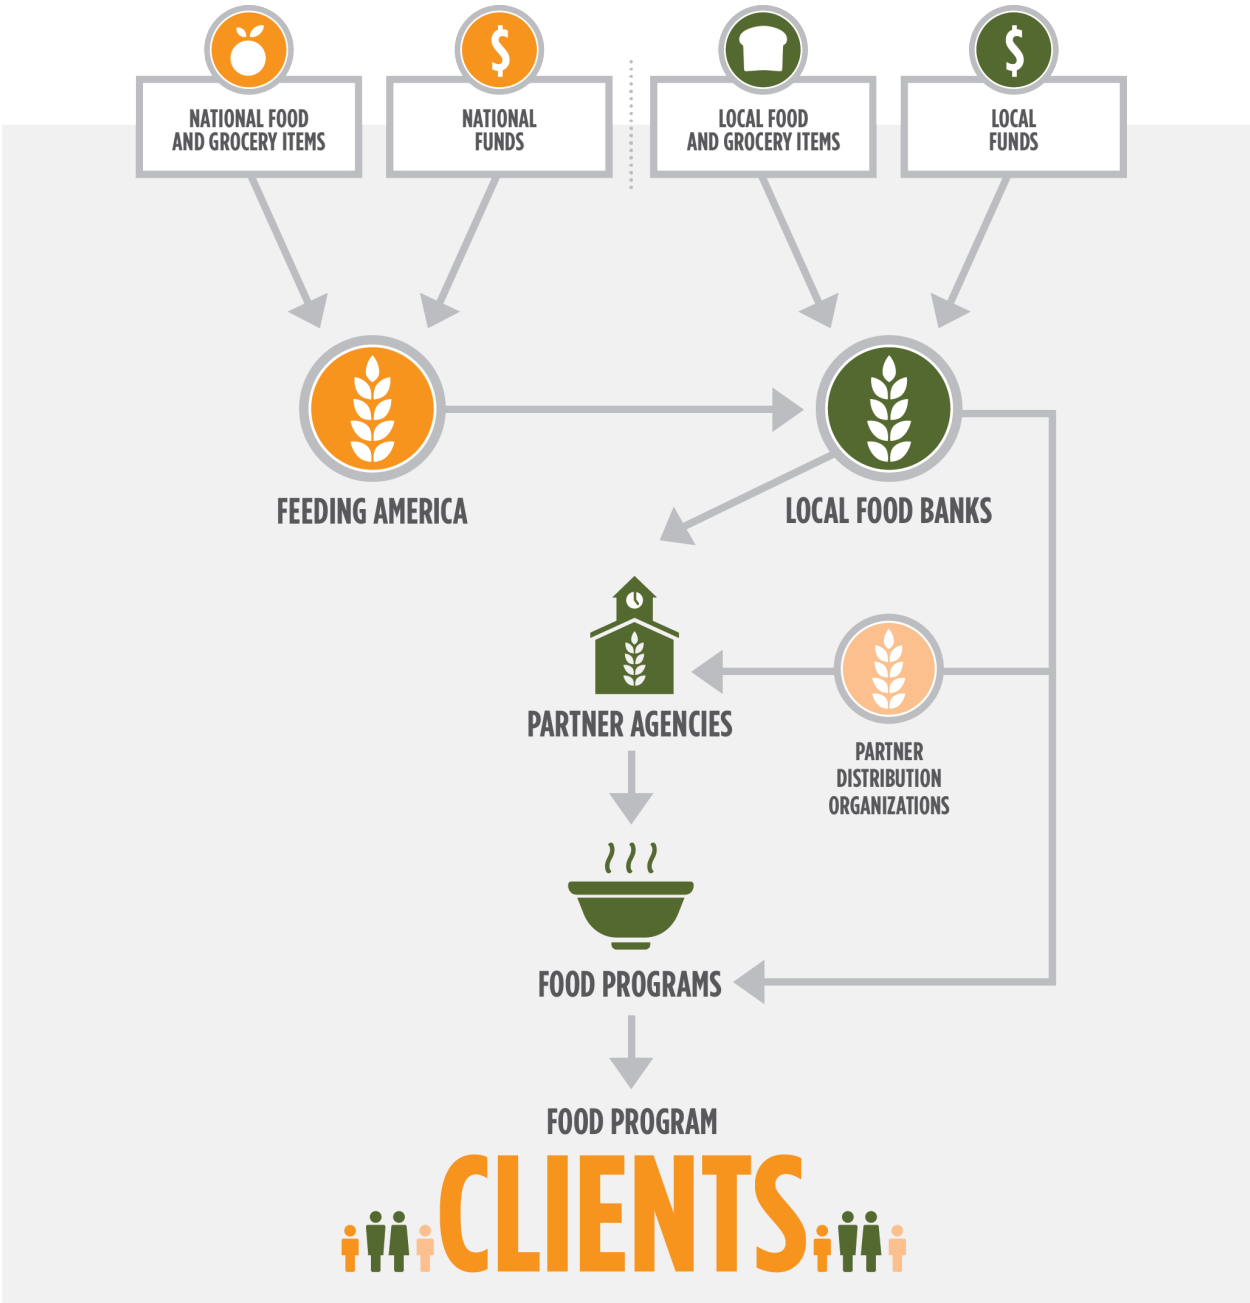 NATIONAL FOOD
AND GROCERY ITEMS
$
NATIONAL
FUNDS
LOCAL FOOD
AND GROCERY ITEMS
$
LOCAL
FUNDS
FEEDING AMERICA
LOCAL FOOD BANKS
PARTNER AGENCIES
PARTNER
DISTRIBUTION
ORGANIZATIONS
FOOD PROGRAMS
FOOD PROGRAM
CLIENTS